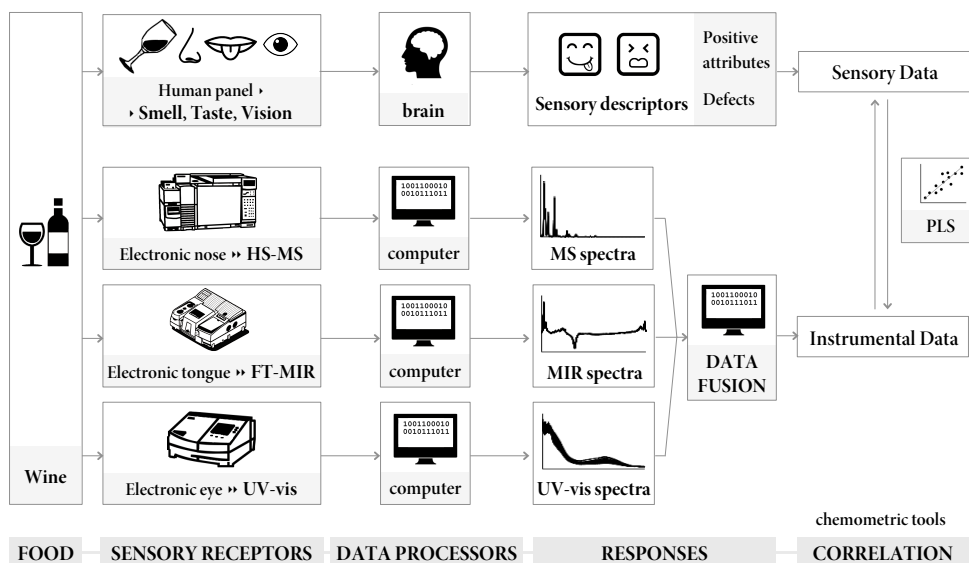 Human panel ‣
‣ Smell, Taste, Vision
brain
Sensory descriptors
Positive
attributes
Defects
Sensory Data
1001100010
0010111011
Electronic nose ‣‣ HS-MS
computer
MS spectra
PLS
1001100010
0010111011
Electronic tongue ‣‣ FT-MIR
computer
MIR spectra
1001100010
0010111011
DATA
FUSION
Instrumental Data
1001100010
0010111011
Wine
Electronic eye ‣‣ UV-vis
computer
UV-vis spectra
chemometric tools
FOOD
SENSORY RECEPTORS
DATA PROCESSORS
RESPONSES
CORRELATION